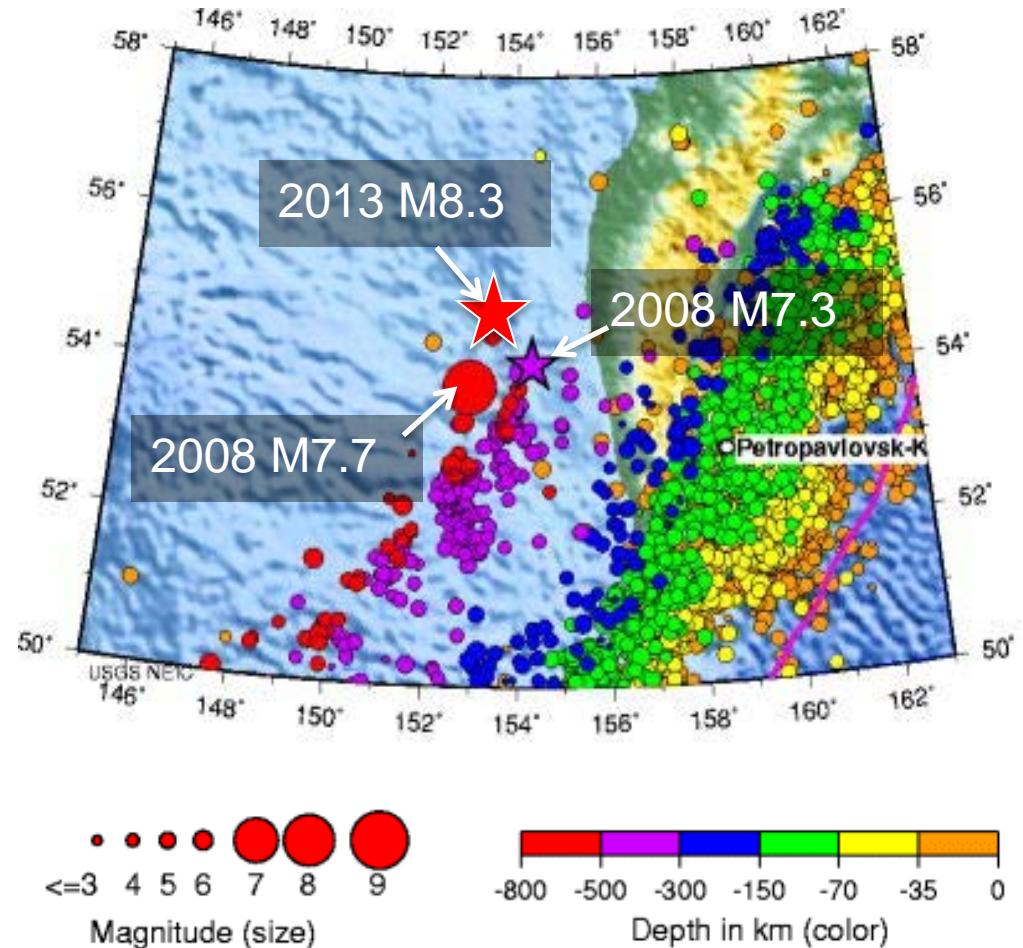 146° 148° 150° 152° 154° 156° 158° 160° 162°
58° 58°
2013 M8.3
56° 56°
2008 M7.3
54° 54°
2008 M7.7
Petropavlovsk-K
52° 52°
50° 50°
USGS NEIC
146° 148° 150° 152° 154° 156° 158° 160° 162°
<=3 4 5 6 7 8 9
Magnitude (size)
-800 -500 -300 -150 -70 -35 0
Depth in km (color)